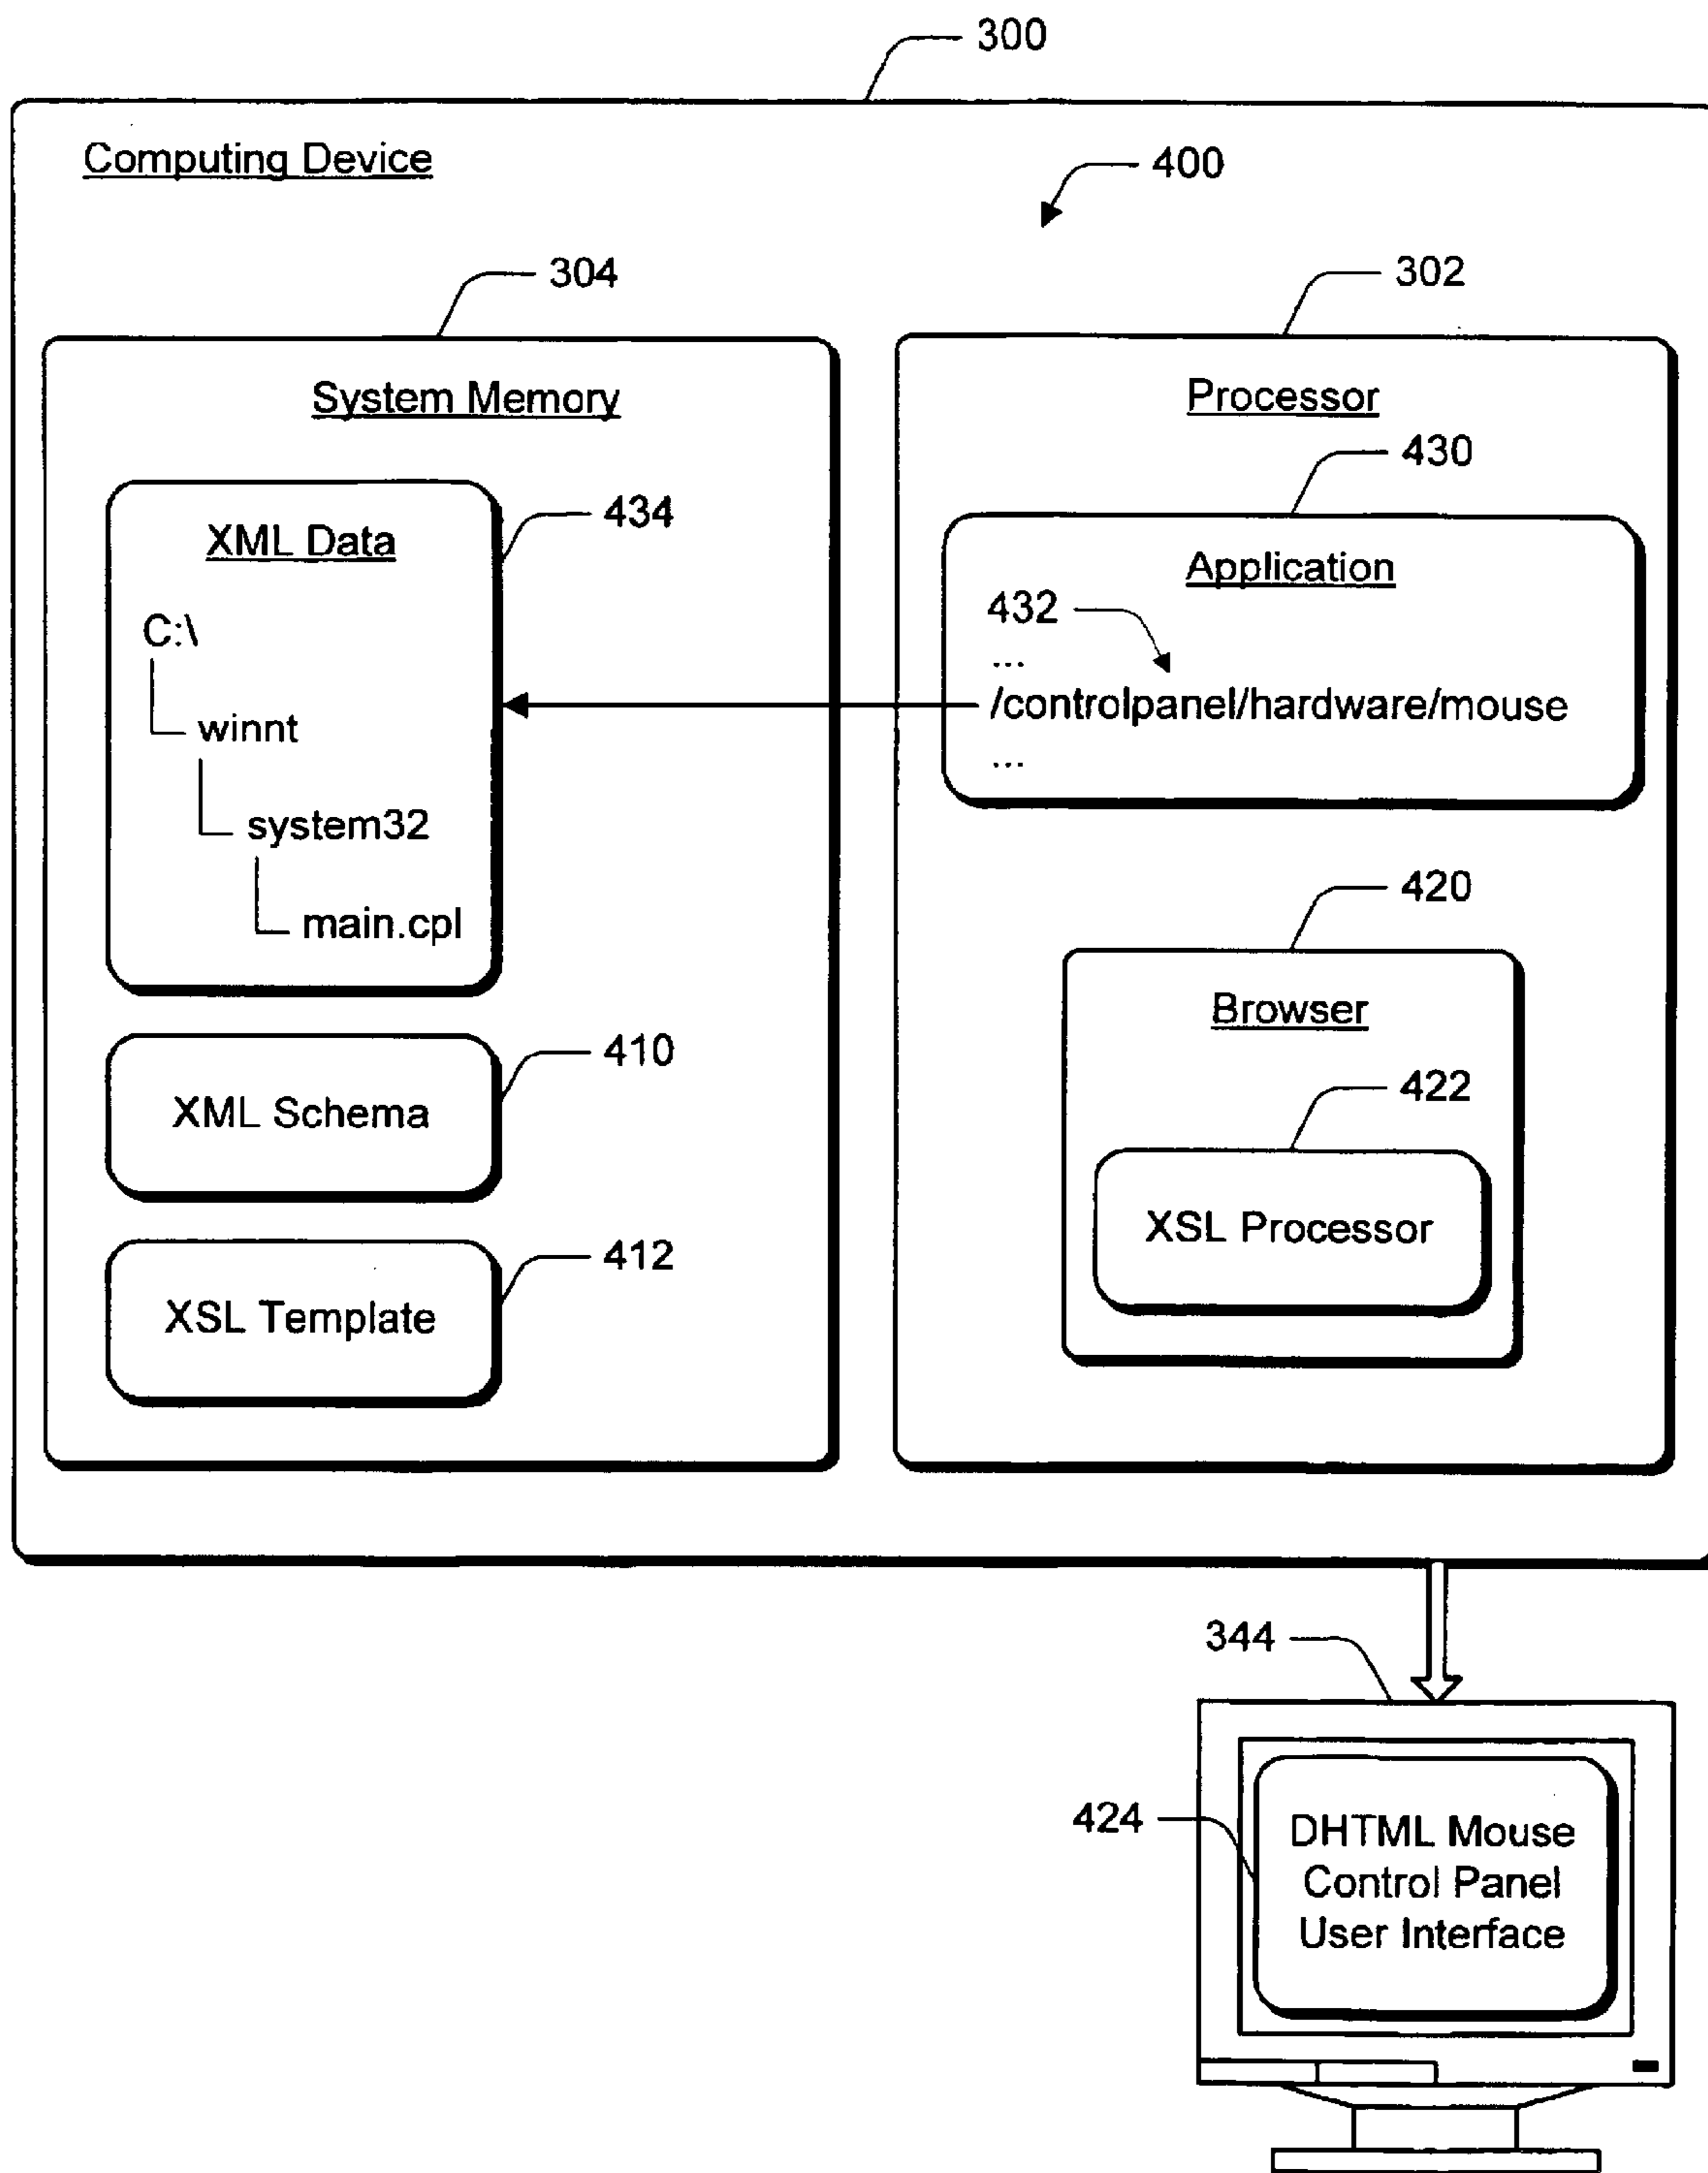 300
Computing Device
400
304
302
System Memory
Processor
430
434
XML Data
Application
432
C:\
...
/controlpanel/hardware/mouse
winnt
...
system32
420
main.cpl
Browser
410
422
XML Schema
XSL Processor
412
XSL Template
344
424
DHTML Mouse
Control Panel
User Interface